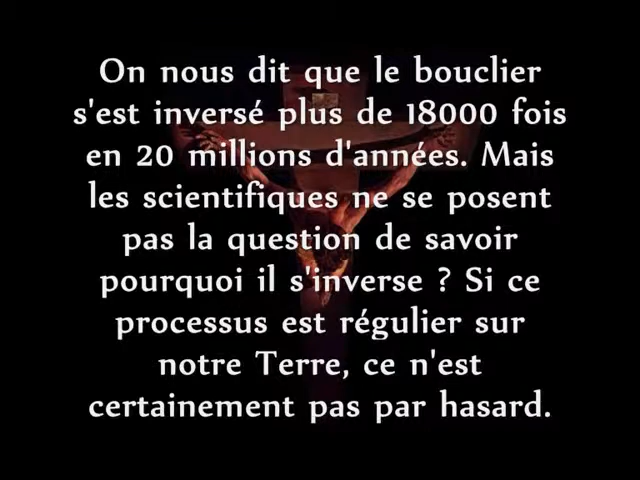 On nous dit que le bouclier
s'est inversé plus de 18000 fois
en 20 millions d'années. Mais
les scientifiques ne se posent
pas la question de savoir
pourquoi il s'inverse ? Si ce
processus est régulier sur
notre Terre, ce n'est
certainement pas par hasard.